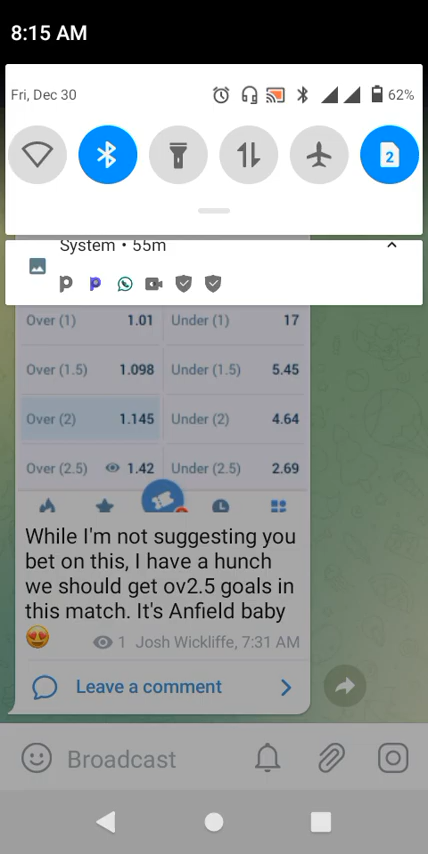 8:15 AM
Fri, Dec 30
62%
2
System • 55m
Over (1) 1.01 Under (1) 17
Over (1.5) 1.098 Under (1.5) 5.45
Over (2) 1.145 Under (2) 4.64
Over (2.5) 1.42 Under (2.5) 2.69
While I'm not suggesting you
bet on this, I have a hunch
we should get ov2.5 goals in
this match. It's Anfield baby
😍 1 Josh Wickliffe, 7:31 AM
Leave a comment
Broadcast